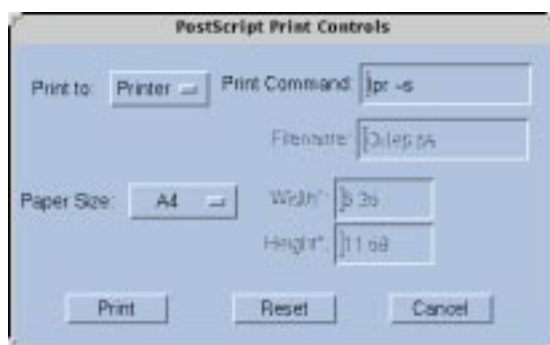 PostScript Print Controls
Print to: Printer Print Command: lpr -s
Filename:
Paper Size: A4 Width":
Height": 11.69
Print Reset Cancel